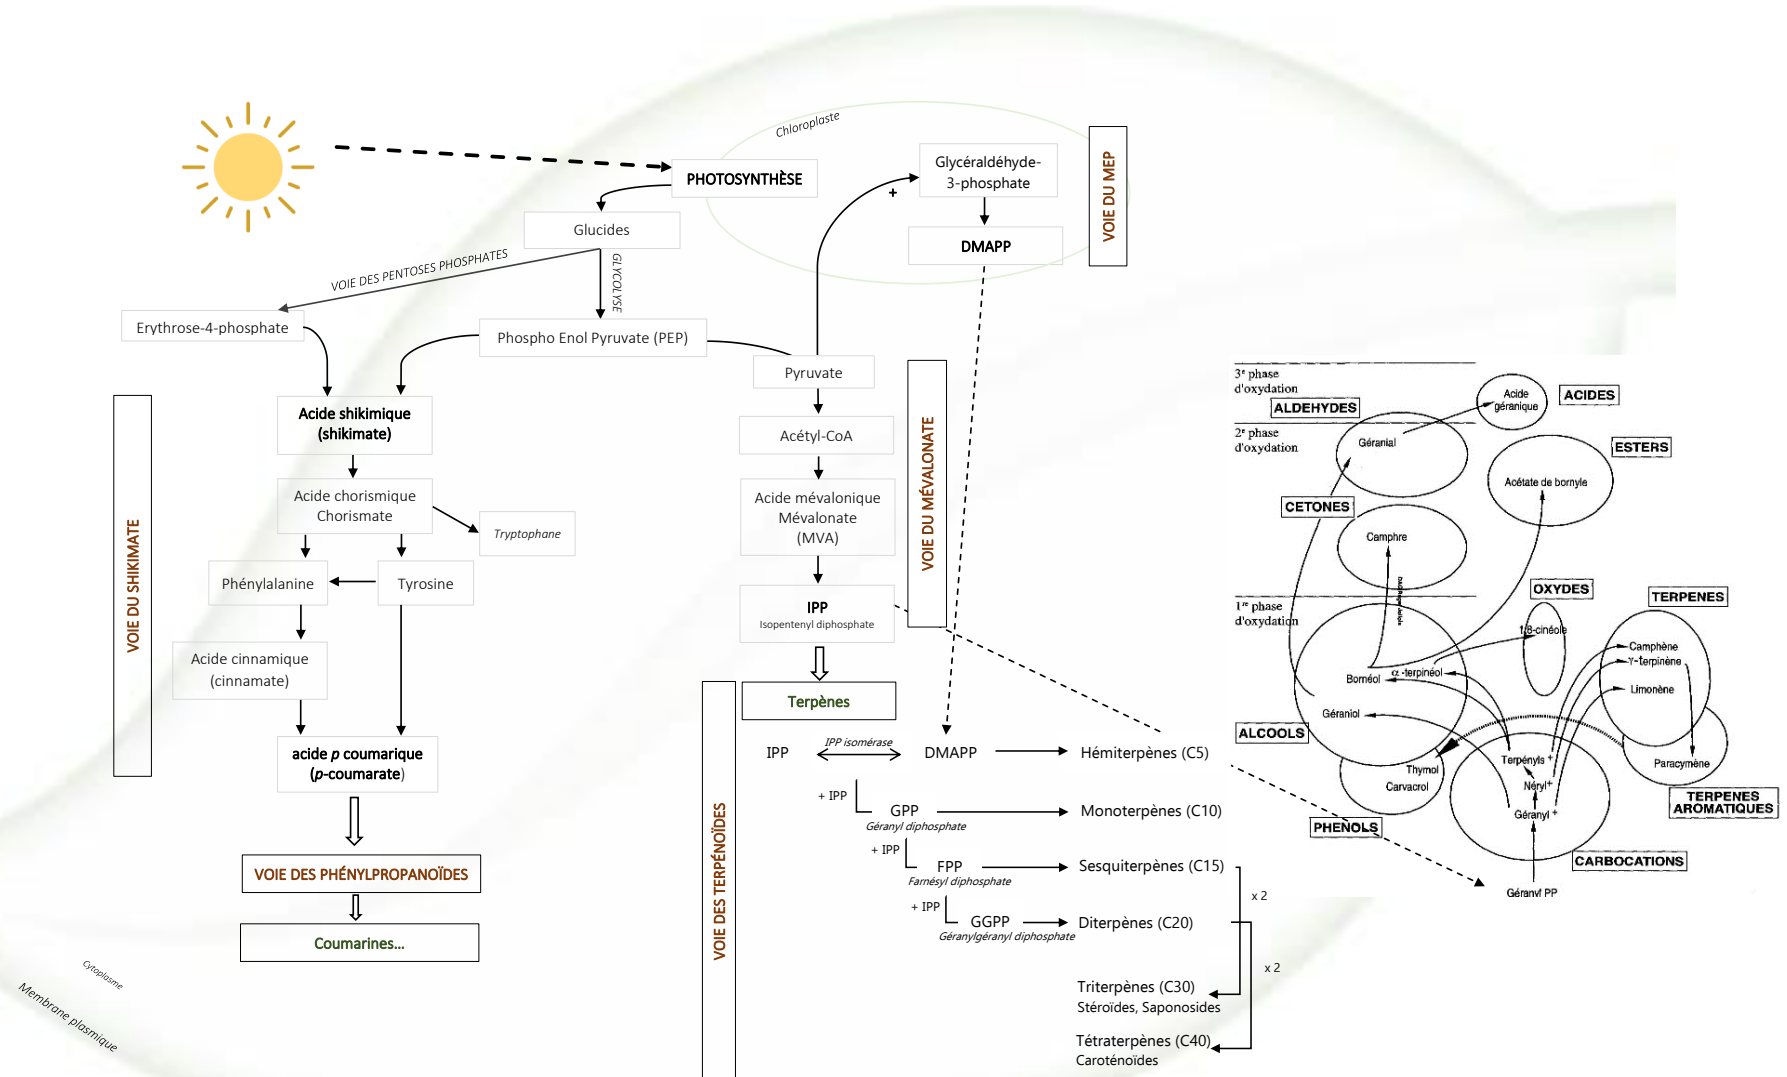 Chloroplaste
PHOTOSYNTHÈSE
Glycéraldéhyde-
3-phosphate
+
DMAPP
VOIE DU MEP
Glucides
VOIE DES PENTOSES PHOSPHATES
GLYCOLYSE
Erythrose-4-phosphate
Phospho Enol Pyruvate (PEP)
Pyruvate
VOIE DU SHIKIMATE
Acide shikimique
(shikimate)
Acide chorismique
Chorismate
Tryptophane
Phénylalanine
Tyrosine
Acide cinnamique
(cinnamate)
acide p coumarique
(p-coumarate)
VOIE DES PHÉNYLPROPANOÏDES
Coumarines...
Cytoplasme
Membrane plasmique
Acétyl-CoA
Acide mévalonique
Mévalonate
(MVA)
IPP
Isopentenyl diphosphate
VOIE DU MÉVALONATE
Terpènes
VOIE DES TERPÉNOÏDES
IPP
IPP isomérase
DMAPP
Hémiterpènes (C5)
+ IPP
GPP
Géranyl diphosphate
Monoterpènes (C10)
+ IPP
FPP
Farnésyl diphosphate
Sesquiterpènes (C15)
+ IPP
GGPP
Géranylgéranyl diphosphate
Diterpènes (C20)
x 2
x 2
Triterpènes (C30)
Stéroïdes, Saponosides
Tétraterpènes (C40)
Caroténoïdes
3e phase
d'oxydation
ALDEHYDES
Acide
géranique
ACIDES
2e phase
d'oxydation
Géranial
ESTERS
Acétate de bornyle
CETONES
Camphre
1re phase
d'oxydation
OXYDES
1,8-cinéole
TERPENES
Camphène
γ-terpinène
Limonène
Bornéol
α-terpinéol
Géraniol
ALCOOLS
Thymol
Carvacrol
PHENOLS
Terpényls +
Néryl+
Géranyl +
Paracymène
TERPENES
AROMATIQUES
CARBOCATIONS
Géranyl PP